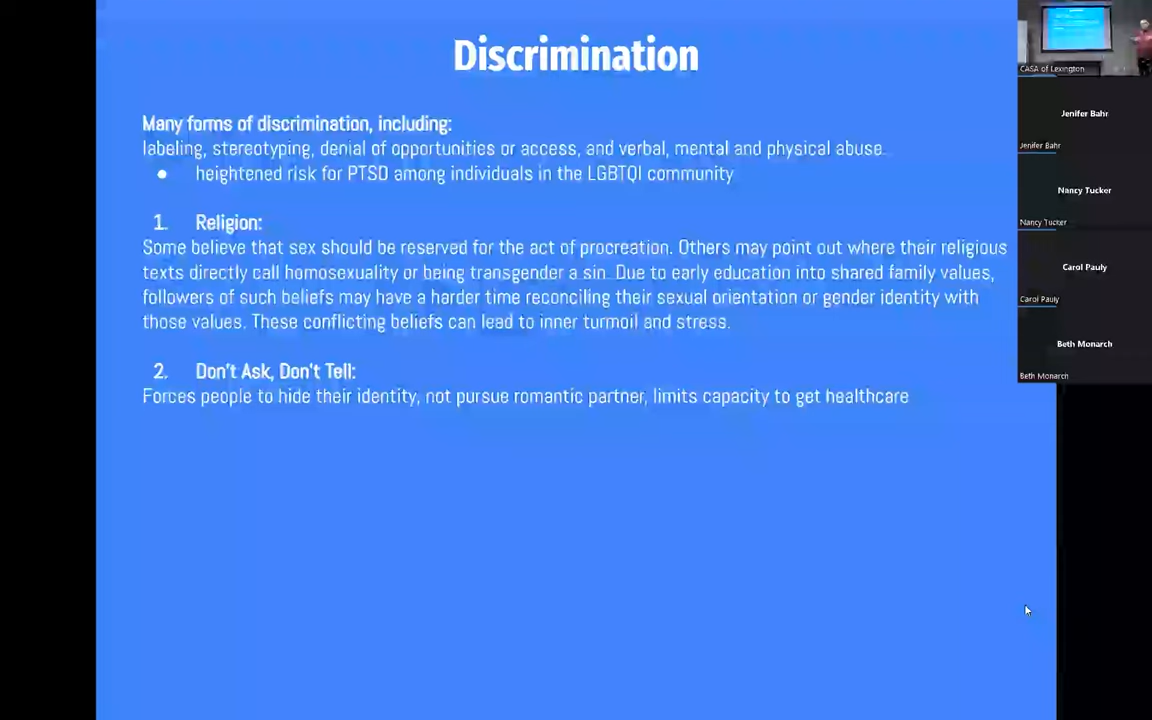 Discrimination
Many forms of discrimination, including:
labeling, stereotyping, denial of opportunities or access, and verbal, mental and physical abuse.
● heightened risk for PTSD among individuals in the LGBTQI community
1. Religion:
Some believe that sex should be reserved for the act of procreation. Others may point out where their religious
texts directly call homosexuality or being transgender a sin. Due to early education into shared family values,
followers of such beliefs may have a harder time reconciling their sexual orientation or gender identity with
those values. These conflicting beliefs can lead to inner turmoil and stress.
2. Don't Ask, Don't Tell:
Forces people to hide their identity, not pursue romantic partner, limits capacity to get healthcare
CASA of Lexington
Jenifer Bahr
Jenifer Bahr
Nancy Tucker
Nancy Tucker
Carol Pauly
Carol Pauly
Beth Monarch
Beth Monarch